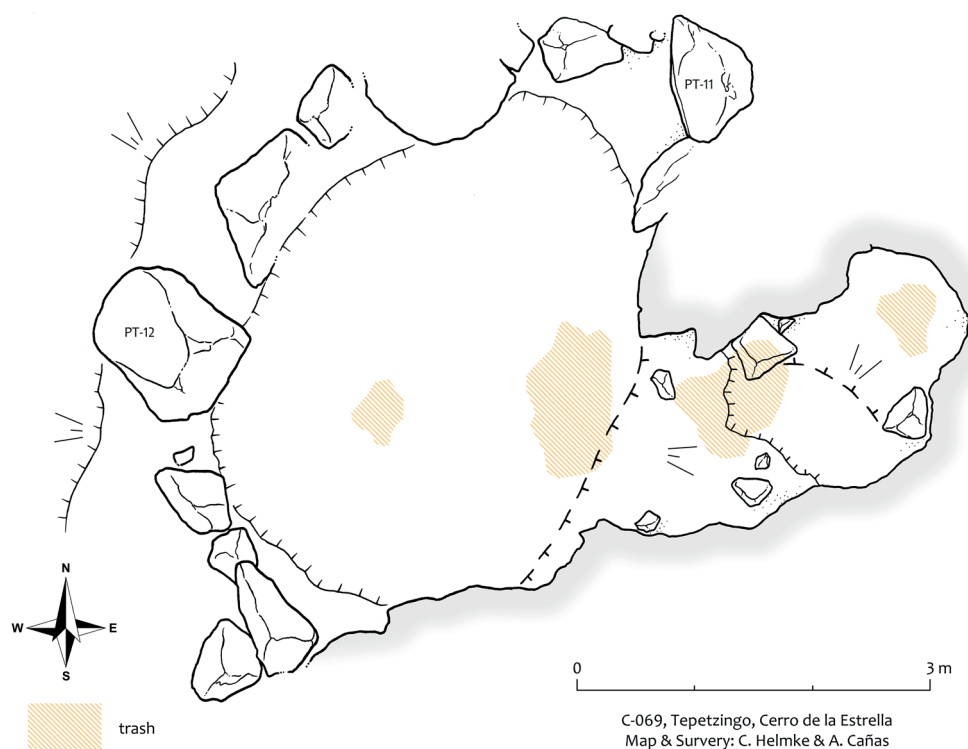 PT-11
PT-12
N
W E
S
trash
0 3 m
C-069, Tepetzingo, Cerro de la Estrella
Map & Survery: C. Helmke & A. Cañas